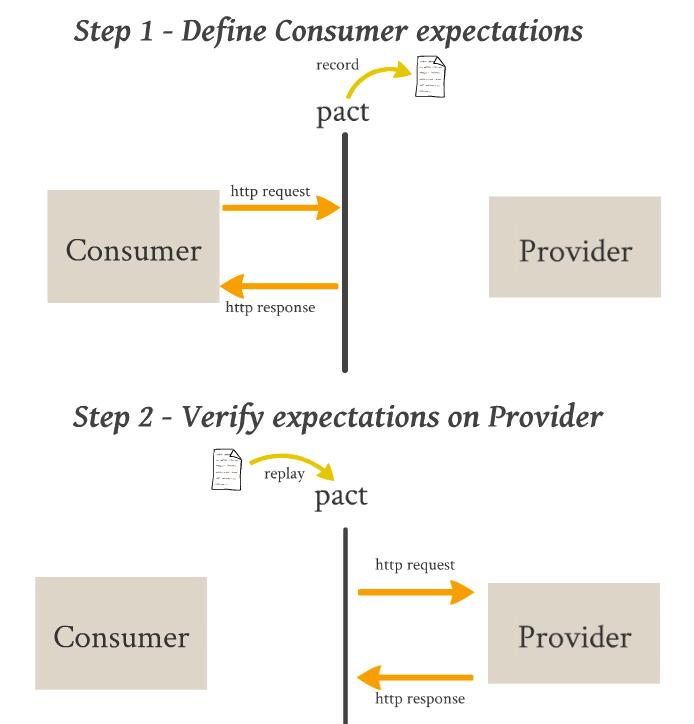 Step 1 - Define Consumer expectations
record
pact
http request
Consumer
Provider
http response
Step 2 - Verify expectations on Provider
replay
pact
http request
Consumer
Provider
http response